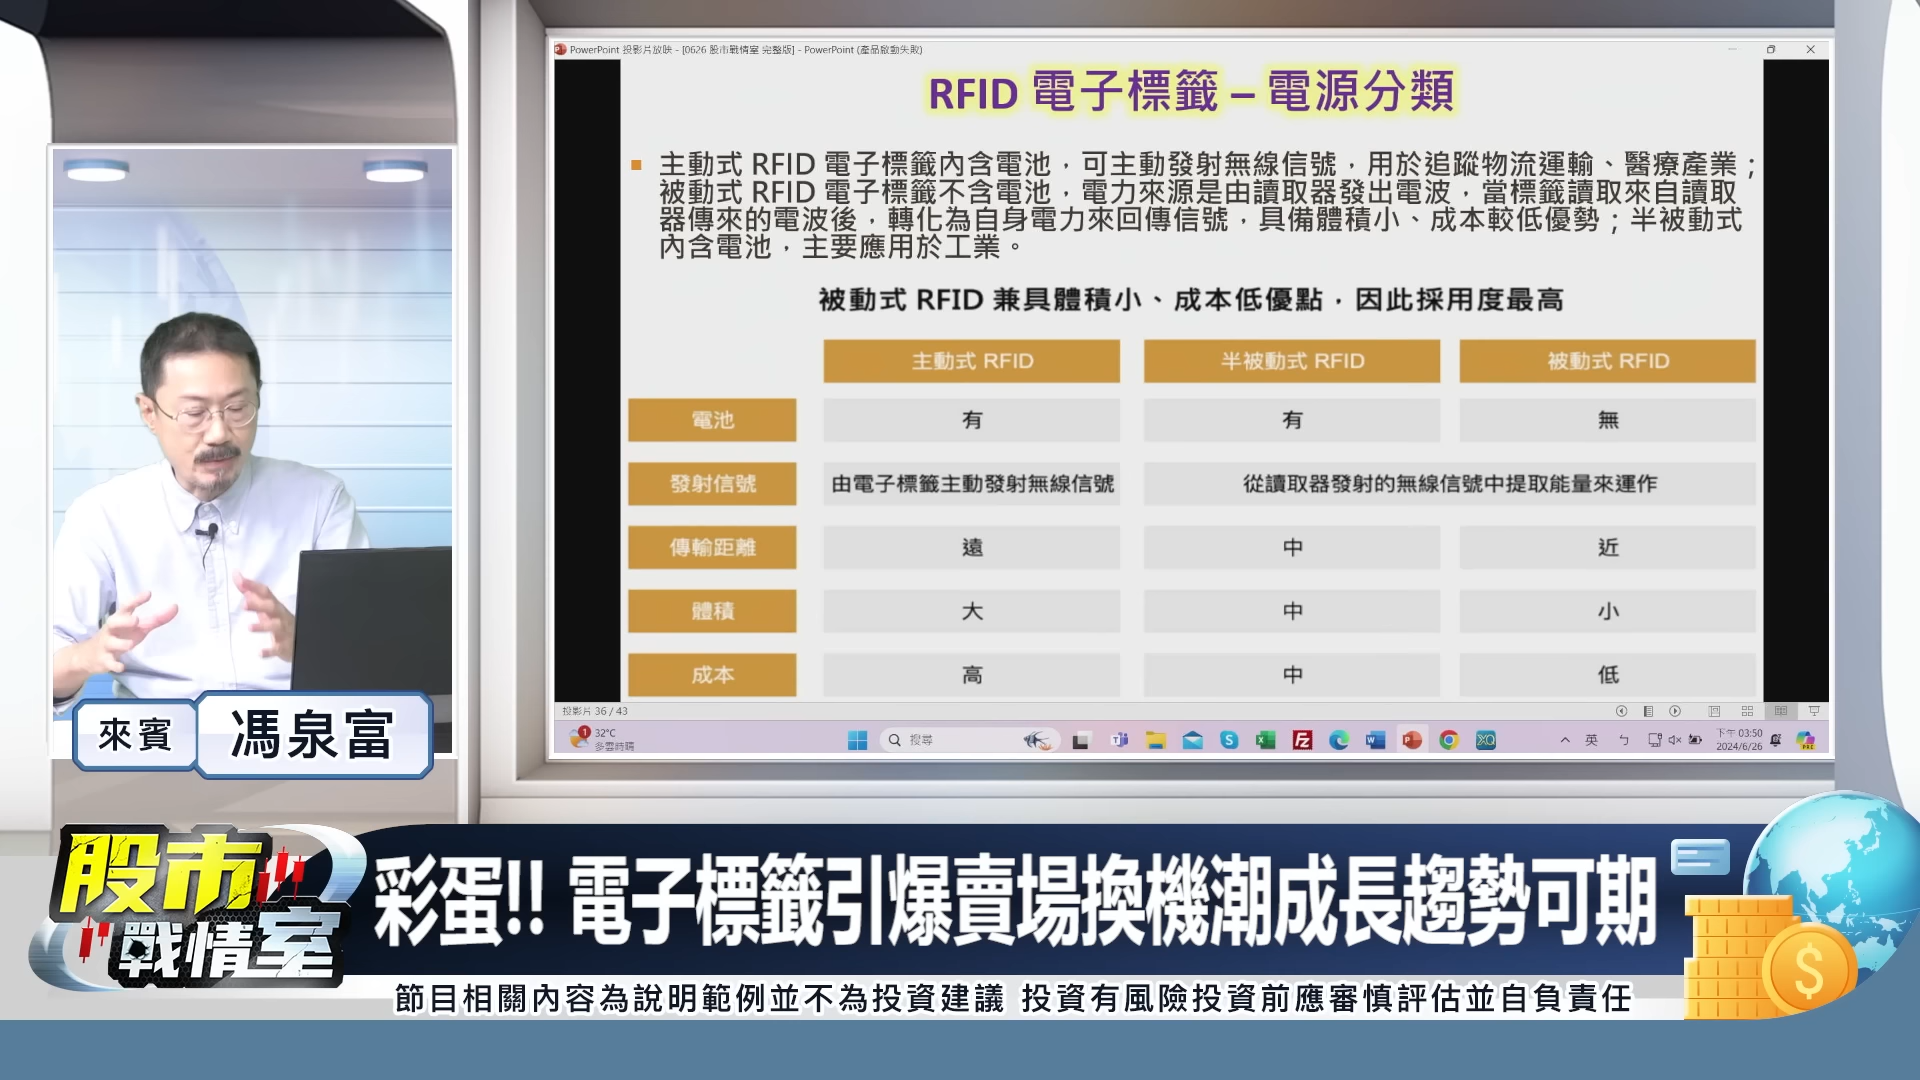 PowerPoint 投影片放映 - [0626 股市戰情室 完整版] - PowerPoint (產品啟動失敗)
RFID 電子標籤 – 電源分類
主動式 RFID 電子標籤內含電池，可主動發射無線信號，用於追蹤物流運輸、醫療產業；
被動式 RFID 電子標籤不含電池，電力來源是由讀取器發出電波，當標籤讀取來自讀取
器傳來的電波後，轉化為自身電力來回傳信號，具備體積小、成本較低優勢；半被動式
內含電池，主要應用於工業。
被動式 RFID 兼具體積小、成本低優點，因此採用度最高
主動式 RFID 半被動式 RFID 被動式 RFID
電池 有 有 無
發射信號 由電子標籤主動發射無線信號 從讀取器發射的無線信號中提取能量來運作
傳輸距離 遠 中 近
體積 大 中 小
成本 高 中 低
投影片 36 / 43
1 32°C
多雲時晴
搜尋
英 ㄣ
下午 03:50
2024/6/26
來賓 馮泉富
股市
戰情室
彩蛋!! 電子標籤引爆賣場換機潮成長趨勢可期
節目相關內容為說明範例並不為投資建議 投資有風險投資前應審慎評估並自負責任